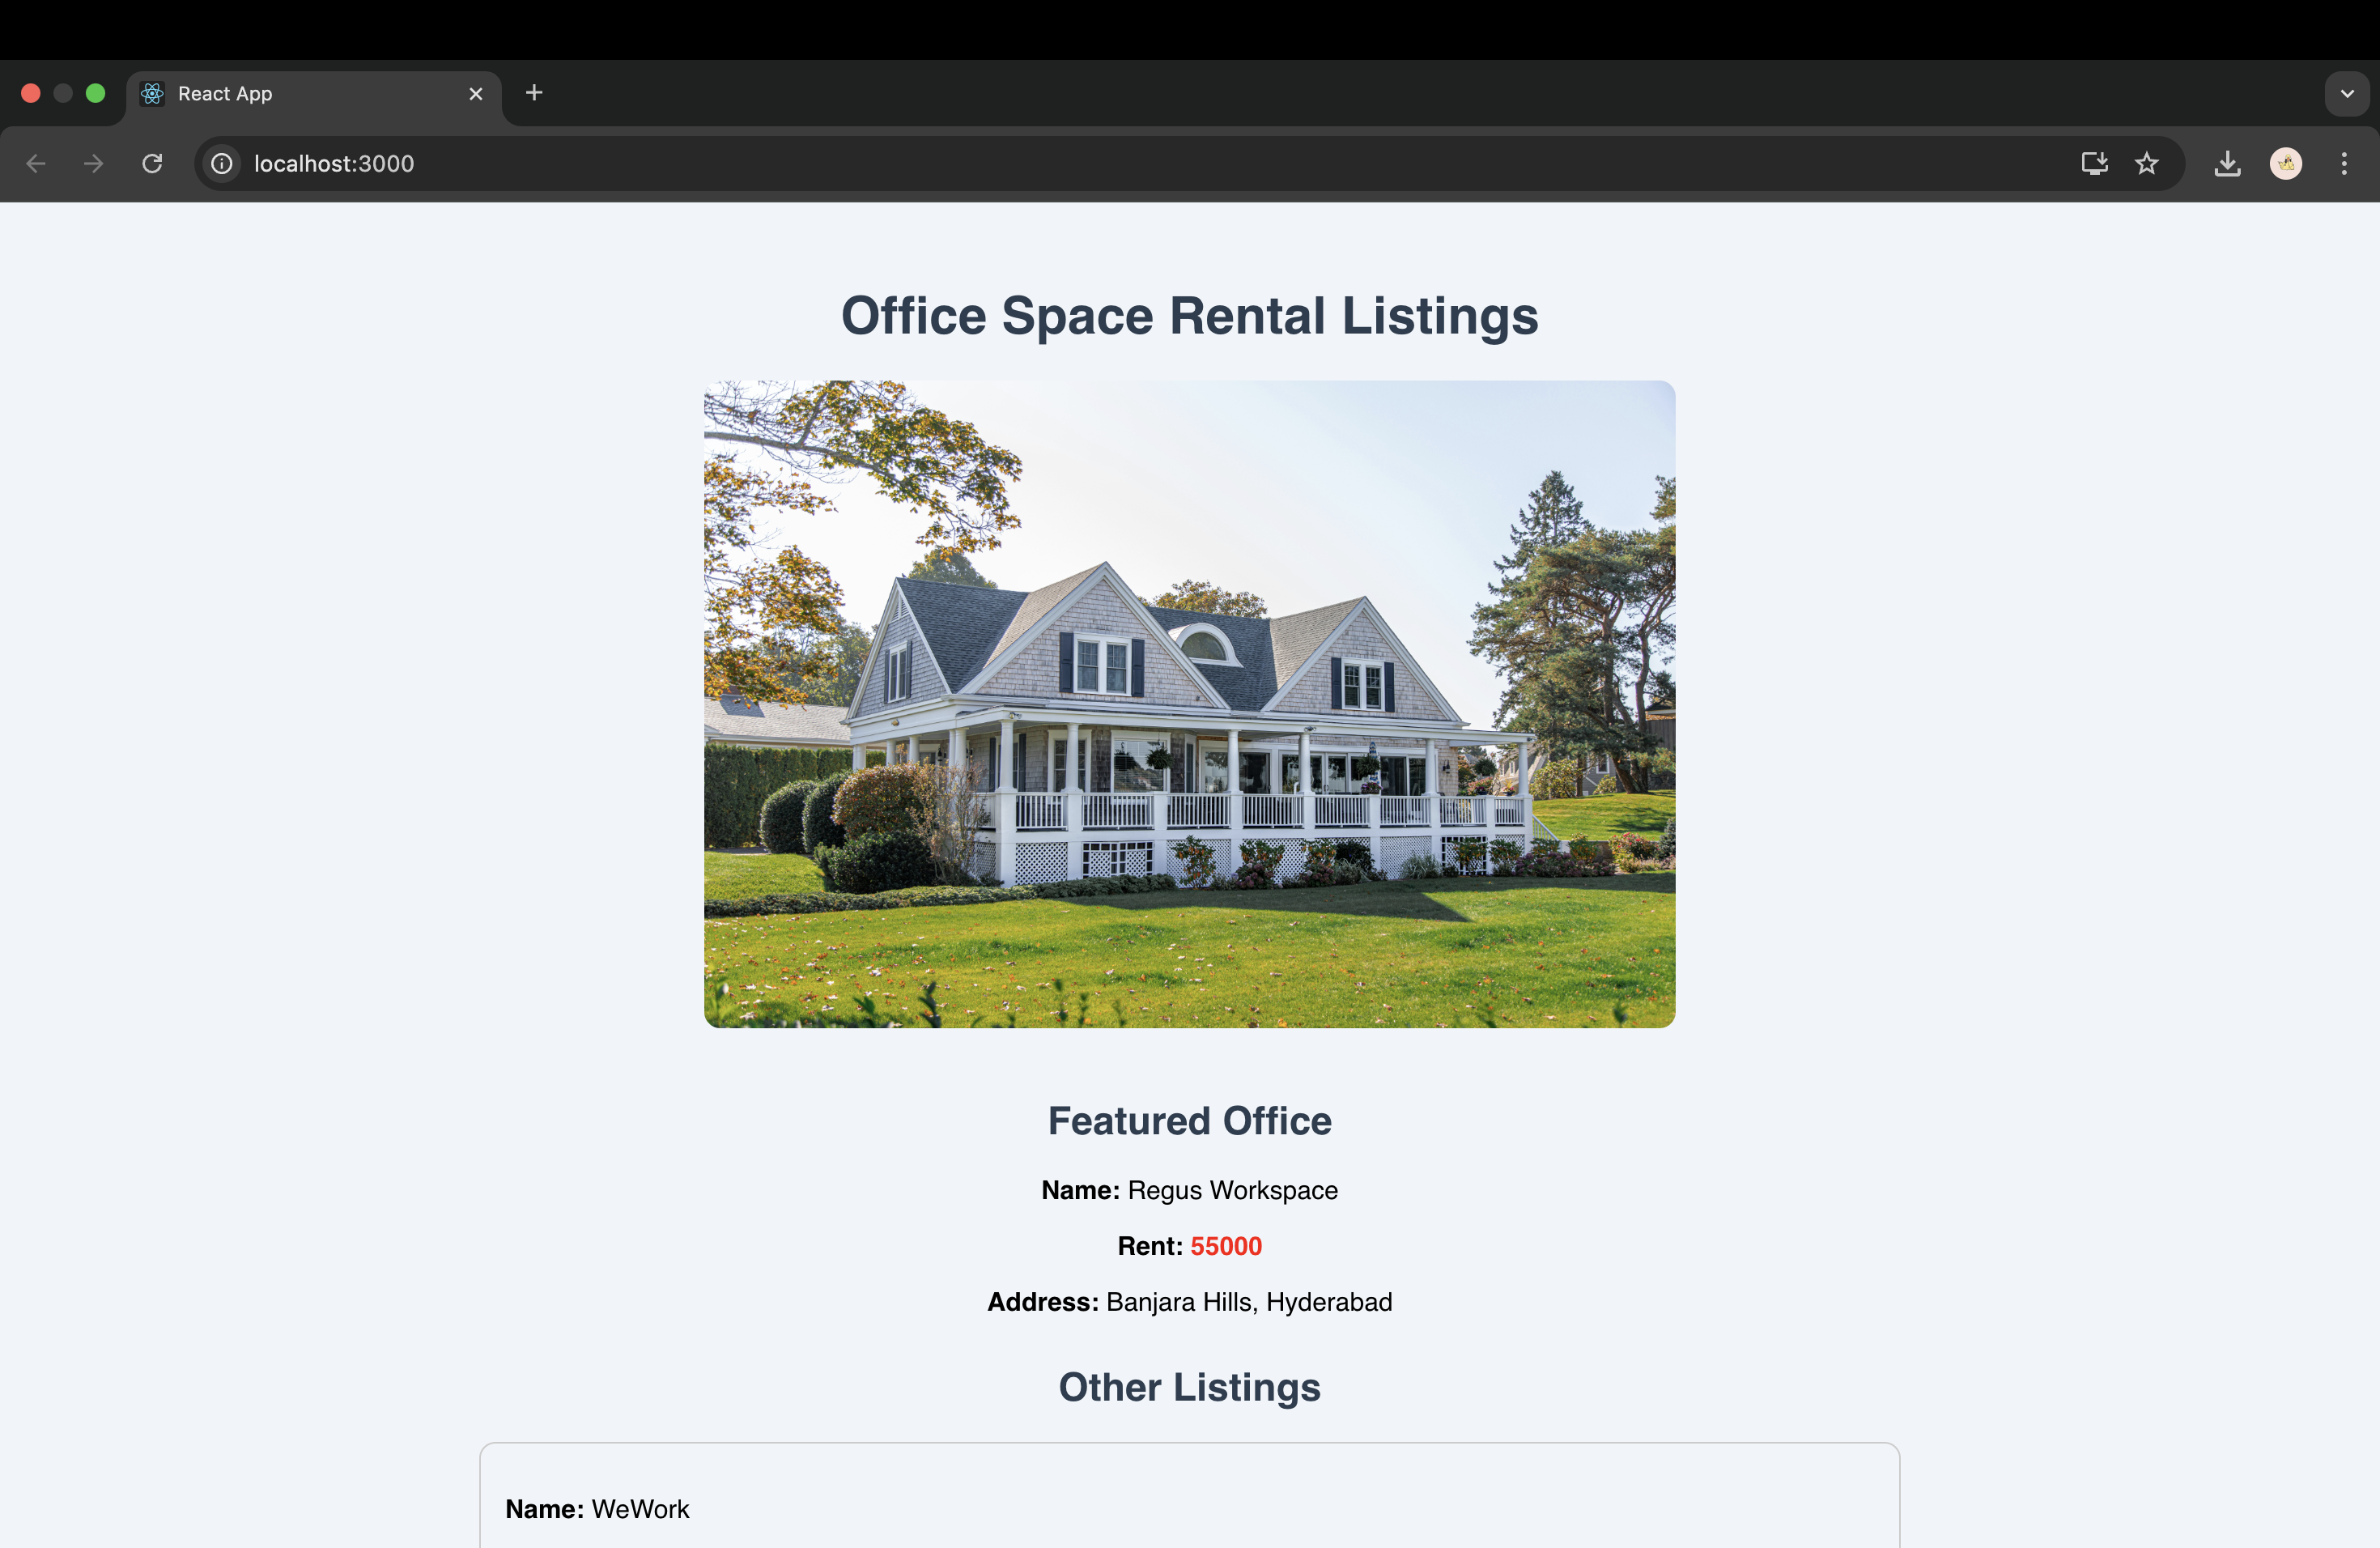 React App
localhost:3000
Office Space Rental Listings
Featured Office
Name: Regus Workspace
Rent: 55000
Address: Banjara Hills, Hyderabad
Other Listings
Name: WeWork